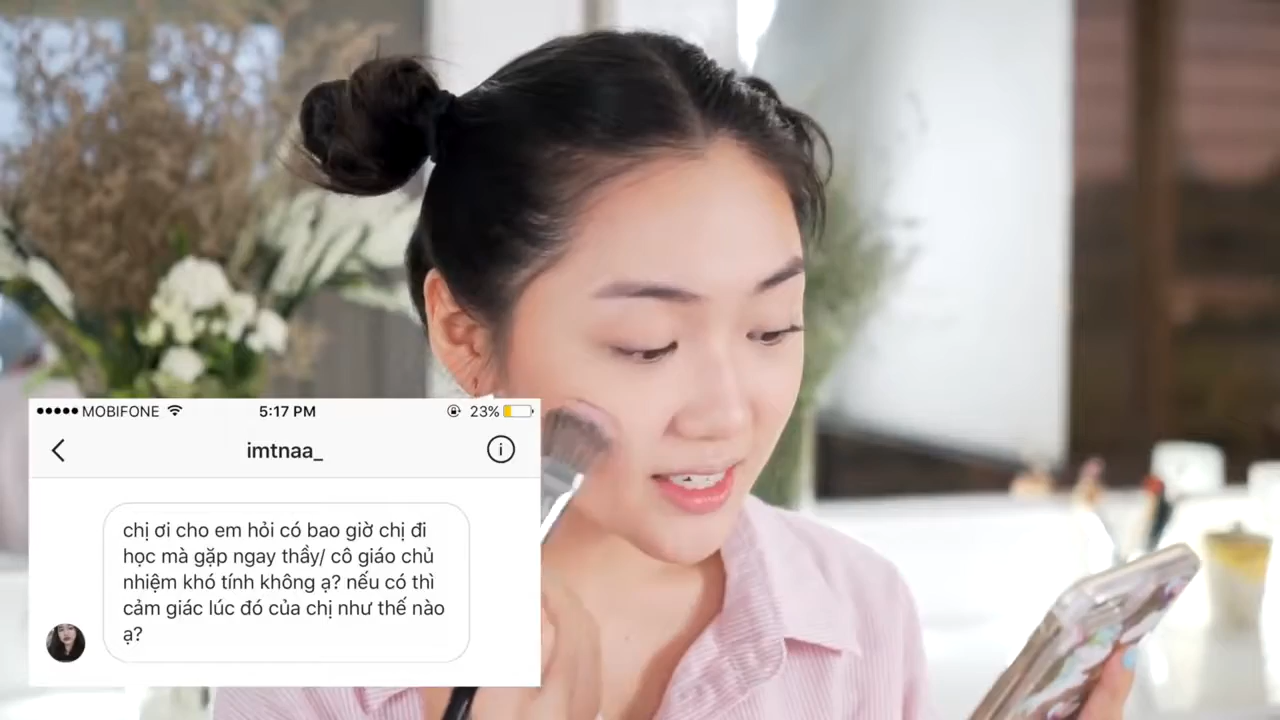 MOBIFONE 5:17 PM 23%
imtnaa_
chị ơi cho em hỏi có bao giờ chị đi
học mà gặp ngay thầy/ cô giáo chủ
nhiệm khó tính không ạ? nếu có thì
cảm giác lúc đó của chị như thế nào
ạ?